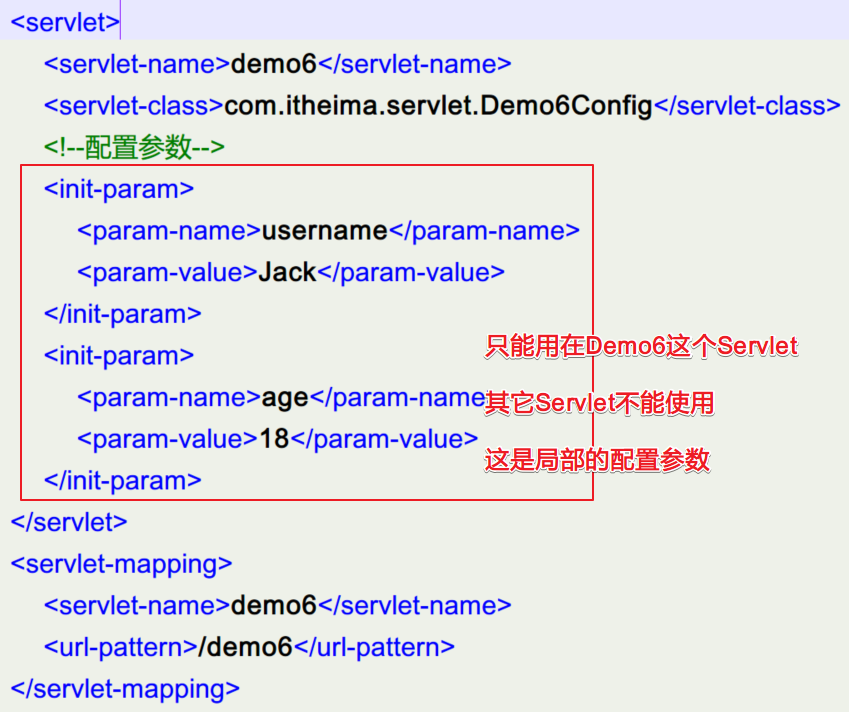 <servlet>
<servlet-name>demo6</servlet-name>
<servlet-class>com.itheima.servlet.Demo6Config</servlet-class>
<!--配置参数-->
<init-param>
<param-name>username</param-name>
<param-value>Jack</param-value>
</init-param>
<init-param>
<param-name>age</param-name
<param-value>18</param-value>
</init-param>
只能用在Demo6这个Servlet
其它Servlet不能使用
这是局部的配置参数
</servlet>
<servlet-mapping>
<servlet-name>demo6</servlet-name>
<url-pattern>/demo6</url-pattern>
</servlet-mapping>